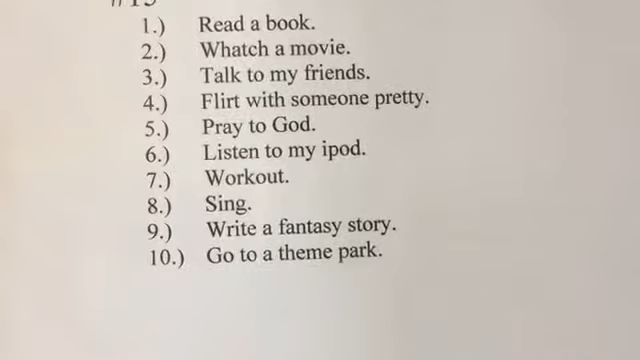 #15
1.) Read a book.
2.) Whatch a movie.
3.) Talk to my friends.
4.) Flirt with someone pretty.
5.) Pray to God.
6.) Listen to my ipod.
7.) Workout.
8.) Sing.
9.) Write a fantasy story.
10.) Go to a theme park.